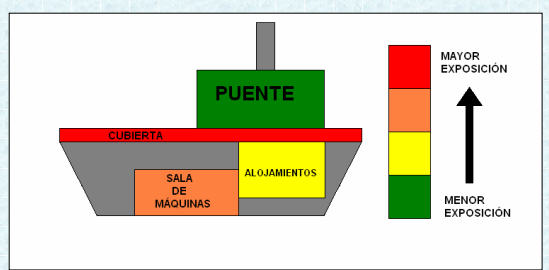 PUENTE
CUBIERTA
SALA
DE
MÁQUINAS
ALOJAMIENTOS
MAYOR
EXPOSICIÓN
MENOR
EXPOSICIÓN